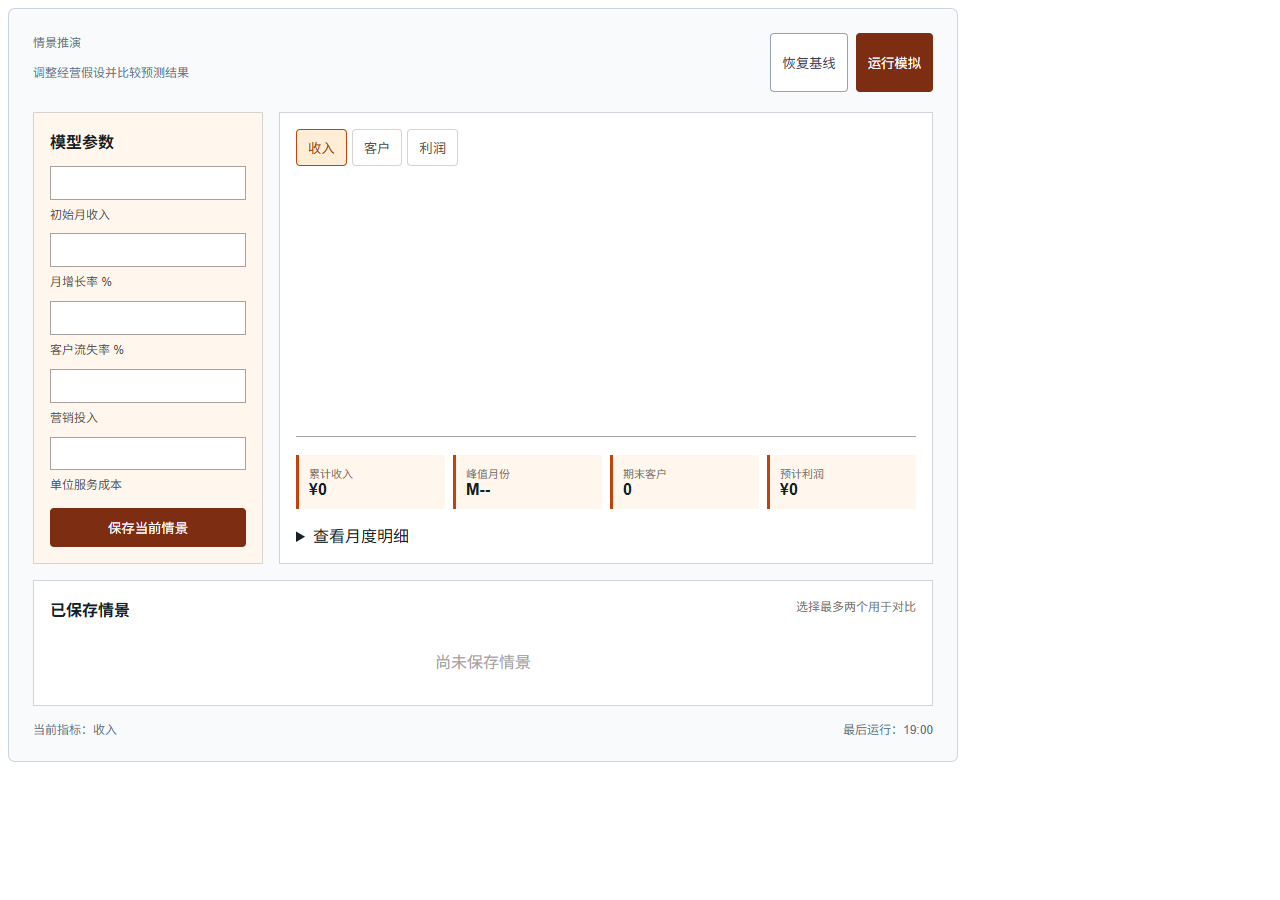 情景推演
调整经营假设并比较预测结果
恢复基线
运行模拟
模型参数
初始月收入
月增长率 %
客户流失率 %
营销投入
单位服务成本
保存当前情景
收入
客户
利润
累计收入
¥0
峰值月份
M--
期末客户
0
预计利润
¥0
查看月度明细
已保存情景
选择最多两个用于对比
尚未保存情景
当前指标：收入
最后运行：19:00